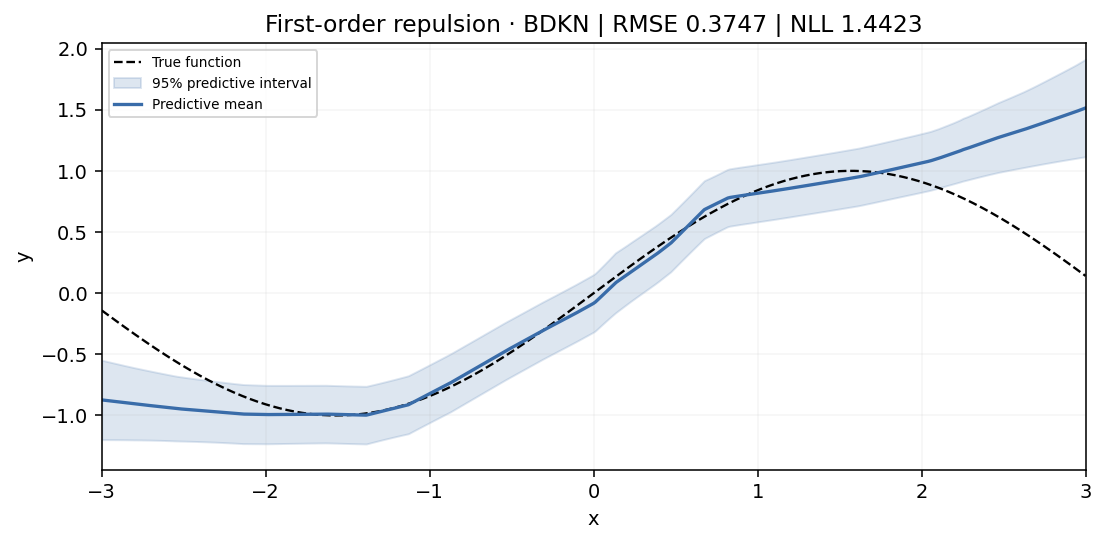 First-order repulsion · BDKN | RMSE 0.3747 | NLL 1.4423
True function
95% predictive interval
Predictive mean
2.0
1.5
1.0
0.5
0.0
−0.5
−1.0
y
−3
−2
−1
0
1
2
3
x